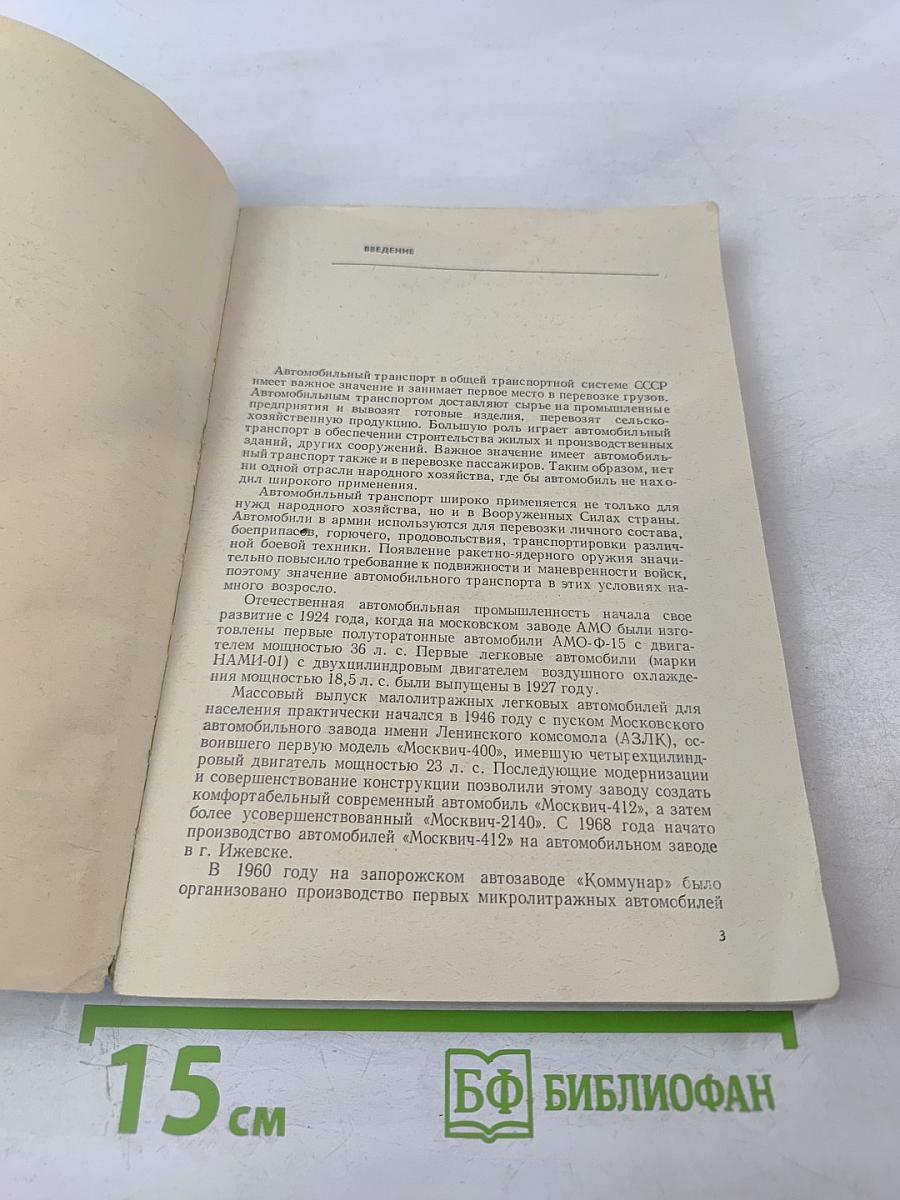 ВВЕДЕНИЕ
Автомобильный транспорт в общей транспортной системе СССР
имеет важное значение и занимает первое место в перевозке грузов.
Автомобильным транспортом доставляют сырье на промышленные
предприятия и вывозят готовые изделия, перевозят сельско-
хозяйственную продукцию. Большую роль играет автомобильный
транспорт в обеспечении строительства жилых и производственных
зданий, других сооружений. Важное значение имеет автомобиль-
ный транспорт также и в перевозке пассажиров. Таким образом, нет
ни одной отрасли народного хозяйства, где бы автомобиль не нахо-
дил широкого применения.
Автомобильный транспорт широко применяется не только для
нужд народного хозяйства, но и в Вооруженных Силах страны.
Автомобили в армии используются для перевозки личного состава,
боеприпасов, горючего, продовольствия, транспортировки различ-
ной боевой техники. Появление ракетно-ядерного оружия значи-
тельно повысило требование к подвижности и маневренности войск,
поэтому значение автомобильного транспорта в этих условиях на-
много возросло.
Отечественная автомобильная промышленность начала свое
развитие с 1924 года, когда на московском заводе АМО были изго-
товлены первые полуторатонные автомобили АМО-Ф-15 с двига-
телем мощностью 36 л. с. Первые легковые автомобили (марки
НАМИ-01) с двухцилиндровым двигателем воздушного охлажде-
ния мощностью 18,5 л. с. были выпущены в 1927 году.
Массовый выпуск малолитражных легковых автомобилей для
населения практически начался в 1946 году с пуском Московского
автомобильного завода имени Ленинского комсомола (АЗЛК), ос-
воившего первую модель «Москвич-400», имевшую четырехцилинд-
ровый двигатель мощностью 23 л. с. Последующие модернизации
и совершенствование конструкции позволили этому заводу создать
комфортабельный современный автомобиль «Москвич-412», а затем
более усовершенствованный «Москвич-2140». С 1968 года начато
производство автомобилей «Москвич-412» на автомобильном заводе
в г. Ижевске.
В 1960 году на запорожском автозаводе «Коммунар» было
организовано производство первых микролитражных автомобилей
3
15 см
БФ БИБЛИОФАН